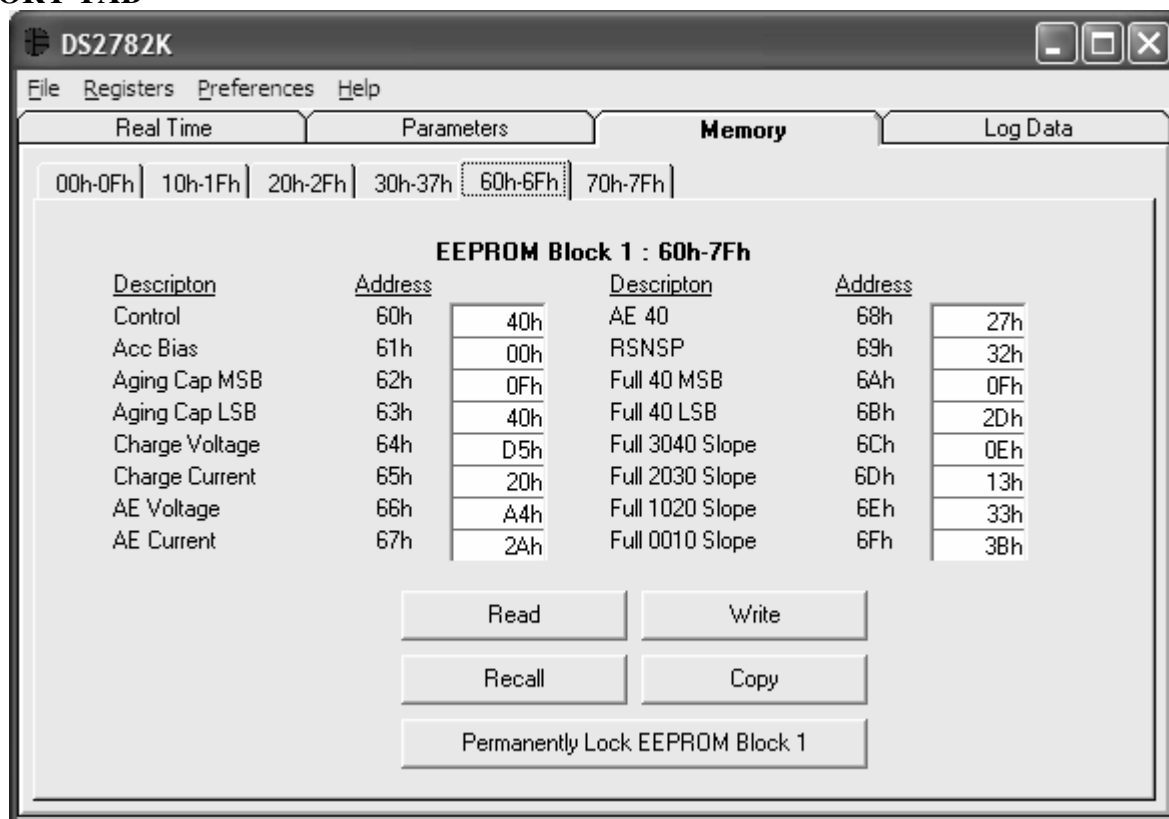 ORT TAB
DS2782K
File Registers Preferences Help
Real Time Parameters Memory Log Data
00h-0Fh 10h-1Fh 20h-2Fh 30h-37h 60h-6Fh 70h-7Fh
EEPROM Block 1 : 60h-7Fh
Descripton Address Descripton Address
Control 60h 40h AE 40 68h 27h
Acc Bias 61h 00h RSNSP 69h 32h
Aging Cap MSB 62h 0Fh Full 40 MSB 6Ah 0Fh
Aging Cap LSB 63h 40h Full 40 LSB 6Bh 2Dh
Charge Voltage 64h D5h Full 3040 Slope 6Ch 0Eh
Charge Current 65h 20h Full 2030 Slope 6Dh 13h
AE Voltage 66h A4h Full 1020 Slope 6Eh 33h
AE Current 67h 2Ah Full 0010 Slope 6Fh 3Bh
Read Write
Recall Copy
Permanently Lock EEPROM Block 1